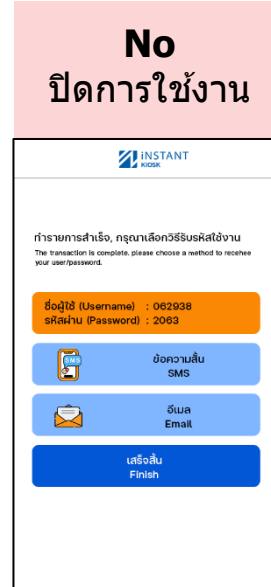 No
ปิดการใช้งาน
iNSTANT
KIOSK
ทำรายการสำเร็จ, กรุณาเลือกวิธีรับรหัสใช้งาน
The transaction is complete. please choose a method to recehee
your user/password.
ชื่อผู้ใช้ (Username) : 062938
รหัสผ่าน (Password) : 2063
SMS
ข้อความสั้น
SMS
อีเมล
Email
เสร็จสิ้น
Finish